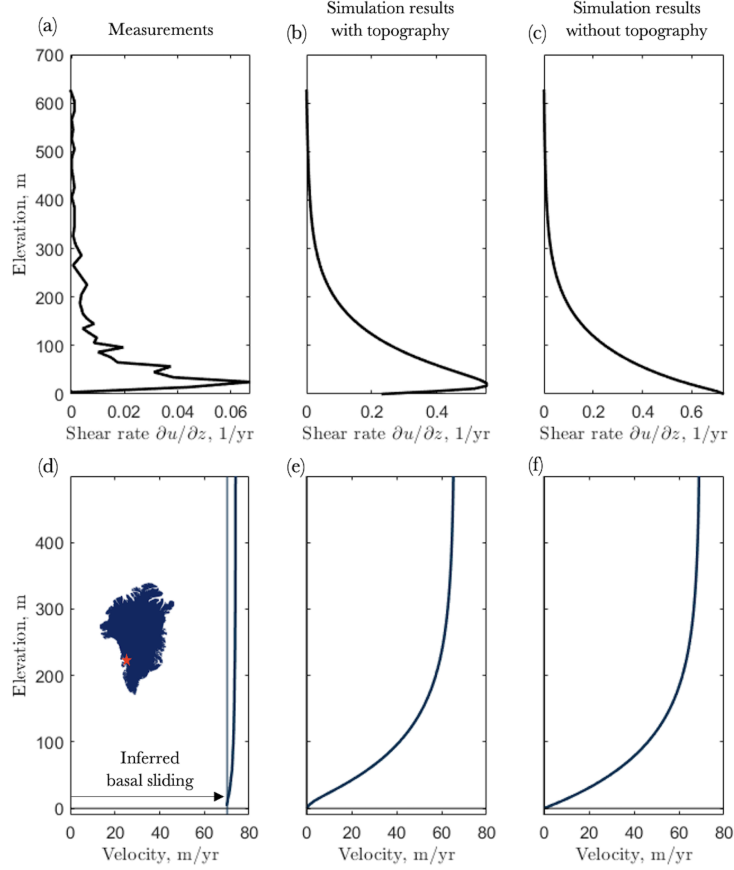 (a) Measurements
(b) Simulation results
with topography
(c) Simulation results
without topography
700
600
500
400
300
200
100
0
Elevation, m
0 0.02 0.04 0.06
Shear rate ∂u/∂z, 1/yr
0 0.2 0.4
Shear rate ∂u/∂z, 1/yr
0 0.2 0.4 0.6
Shear rate ∂u/∂z, 1/yr
(d)
(e)
(f)
400
300
200
100
0
Elevation, m
Inferred
basal sliding
0 20 40 60 80
Velocity, m/yr
0 20 40 60 80
Velocity, m/yr
0 20 40 60 80
Velocity, m/yr